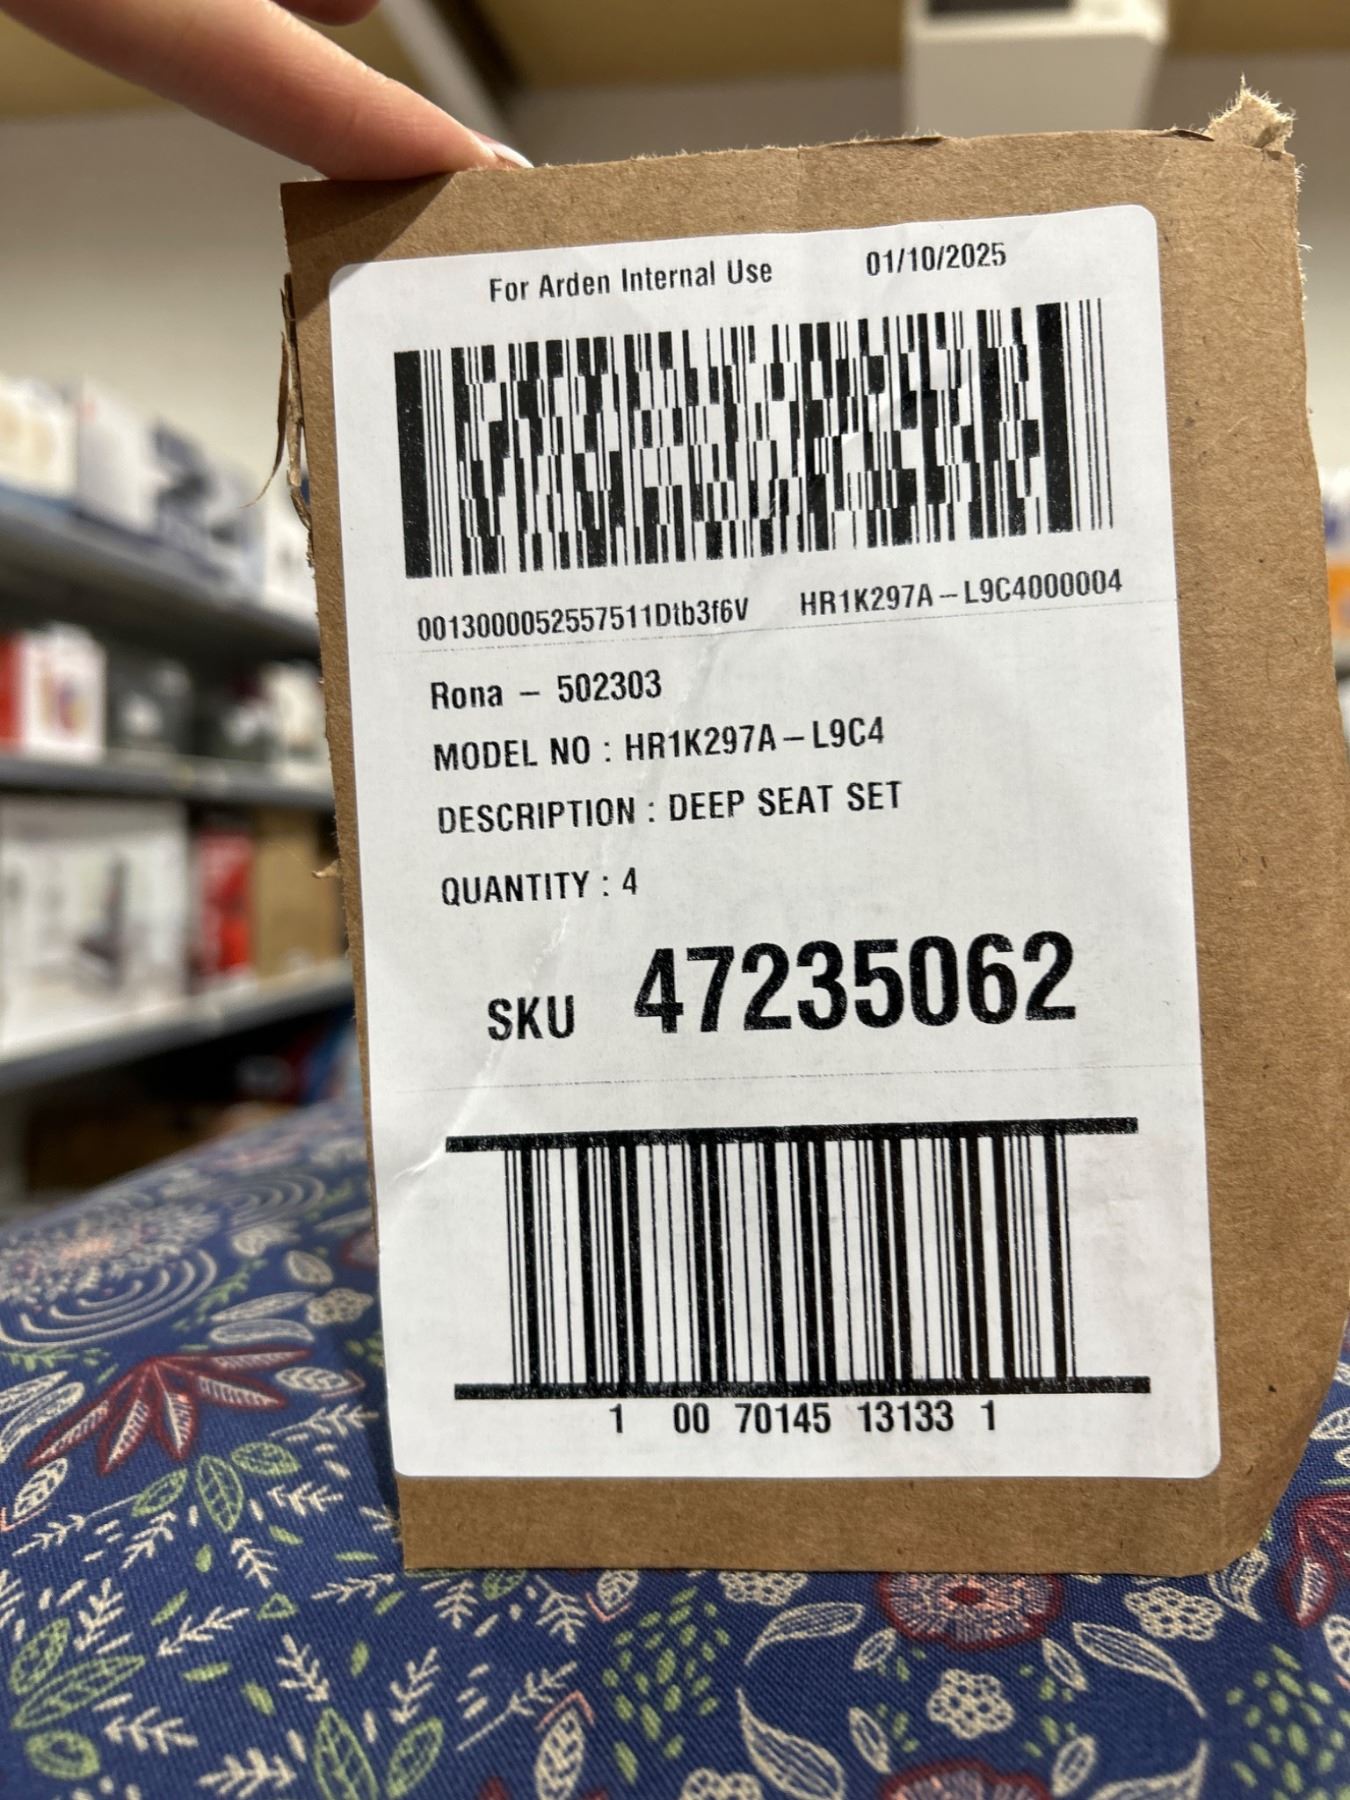 For Arden Internal Use 01/10/2025
0013000052557511Dtb3f6V HR1K297A – L9C4000004
Rona – 502303
MODEL NO : HR1K297A – L9C4
DESCRIPTION : DEEP SEAT SET
QUANTITY : 4
SKU 47235062
1 00 70145 13133 1